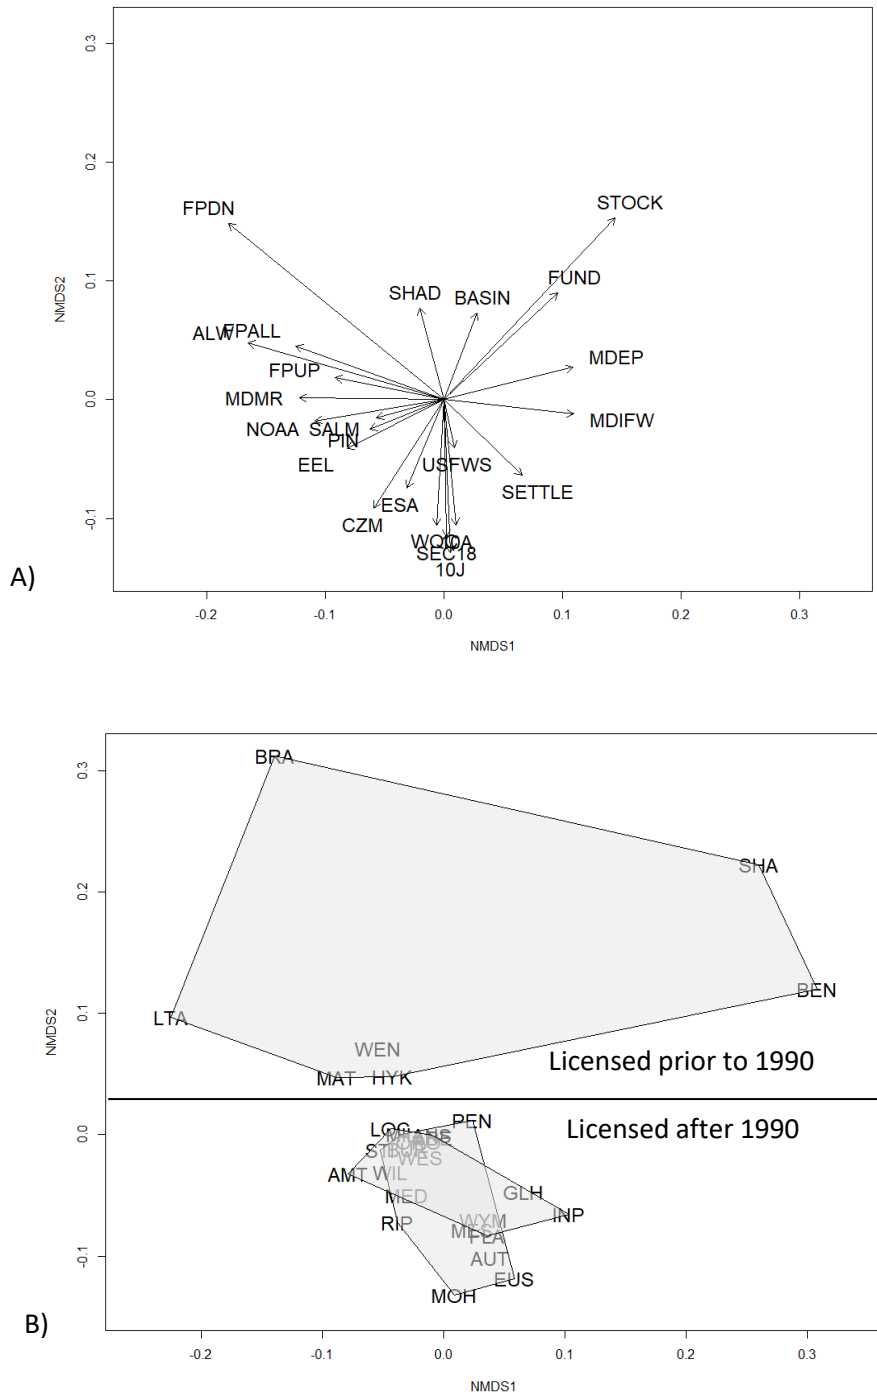 0.3
0.2
0.1
0.0
-0.1
NMDS2
STOCK
FPDN
FUND
SHAD
BASIN
ALW
FPALL
MDEP
FPUP
MDMR
MDIFW
NOAA
SALM
PIN
EEL
USFWS
SETTLE
ESA
CZM
WQC
10A
SEC18
10J
A)
-0.2
-0.1
0.0
0.1
0.2
0.3
NMDS1
0.3
0.2
0.1
0.0
-0.1
NMDS2
BRA
SHA
BEN
LTA
WEN
MAT
HYK
Licensed prior to 1990
PEN
Licensed after 1990
LOG
WES
AMT
WIL
MED
GLH
RIP
INP
WYM
MES
FLA
AUT
EUS
MOH
B)
-0.2
-0.1
0.0
0.1
0.2
0.3
NMDS1